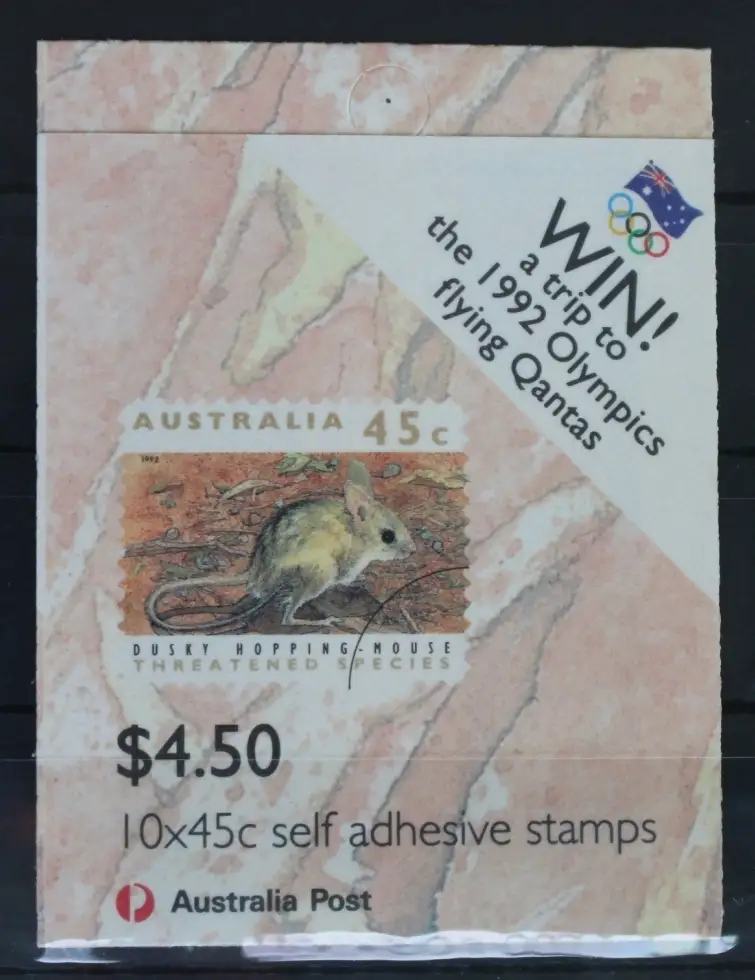 WIN!
a trip to
the 1992 Olympics
flying Qantas
AUSTRALIA 45c
1992
DUSKY HOPPING-MOUSE
THREATENED SPECIES
$4.50
10x45c self adhesive stamps
Australia Post